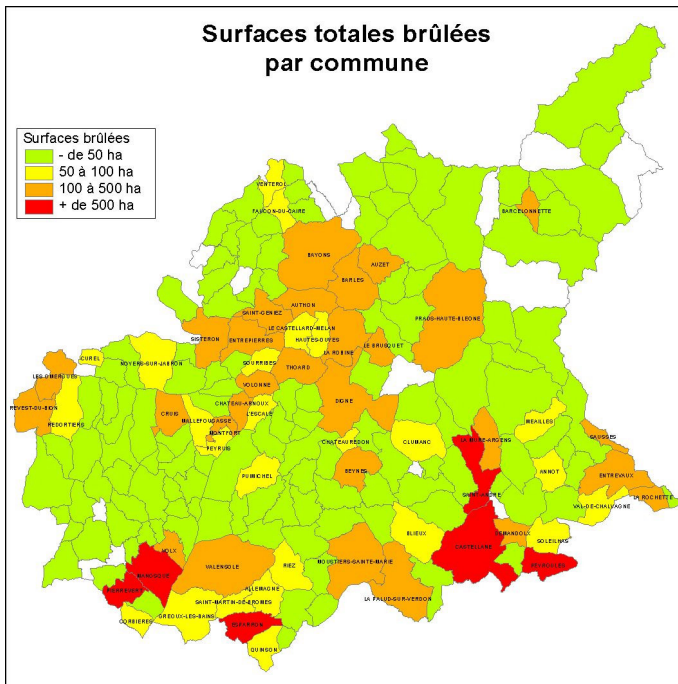 Surfaces totales brûlées
par commune
Surfaces brûlées
- de 50 ha
50 à 100 ha
100 à 500 ha
+ de 500 ha
VENTEROL
FAUCON-DU-CAIRE
BARCELONNETTE
BAYONS
AUZET
BARLES
AUTHON
SAINT-GENIEZ
PRADS-HAUTE-BLEONE
LE CASTELLARD-MELAN
SISTERON
ENTREPIERRES
HAUTES-DUYES
LE BRUSQUET
LA ROBINE
CUREL
NOYERS-SUR-JABRON
SOURRIBES
THOARD
LES OMERGUES
VOLONNE
DIGNE
REVEST-DU-BION
CHATEAU-ARNOUX
L'ESCALE
REDORTIERS
CRUIS
MALLEFOUGASSE
MONTFORT
PEYRUIS
CHATEAUREDON
CLUMANC
LA MURE-ARGENS
MEAILLES
SAUSSES
BEYNES
ANNOT
ENTREVAUX
PUIMICHEL
SAINT-ANDRE
LA ROCHETTE
VAL-DE-CHALVAGNE
BLIEUX
DEMANDOLX
SOLEILHAS
CASTELLANE
VOLX
MANOSQUE
VALENSOLE
RIEZ
MOUSTIERS-SAINTE-MARIE
PEYROULES
PIERREVERT
ALLEMAGNE
LA PALUD-SUR-VERDON
SAINT-MARTIN-DE-BROMES
GREOUX-LES-BAINS
CORBIERES
ESPARRON
QUINSON